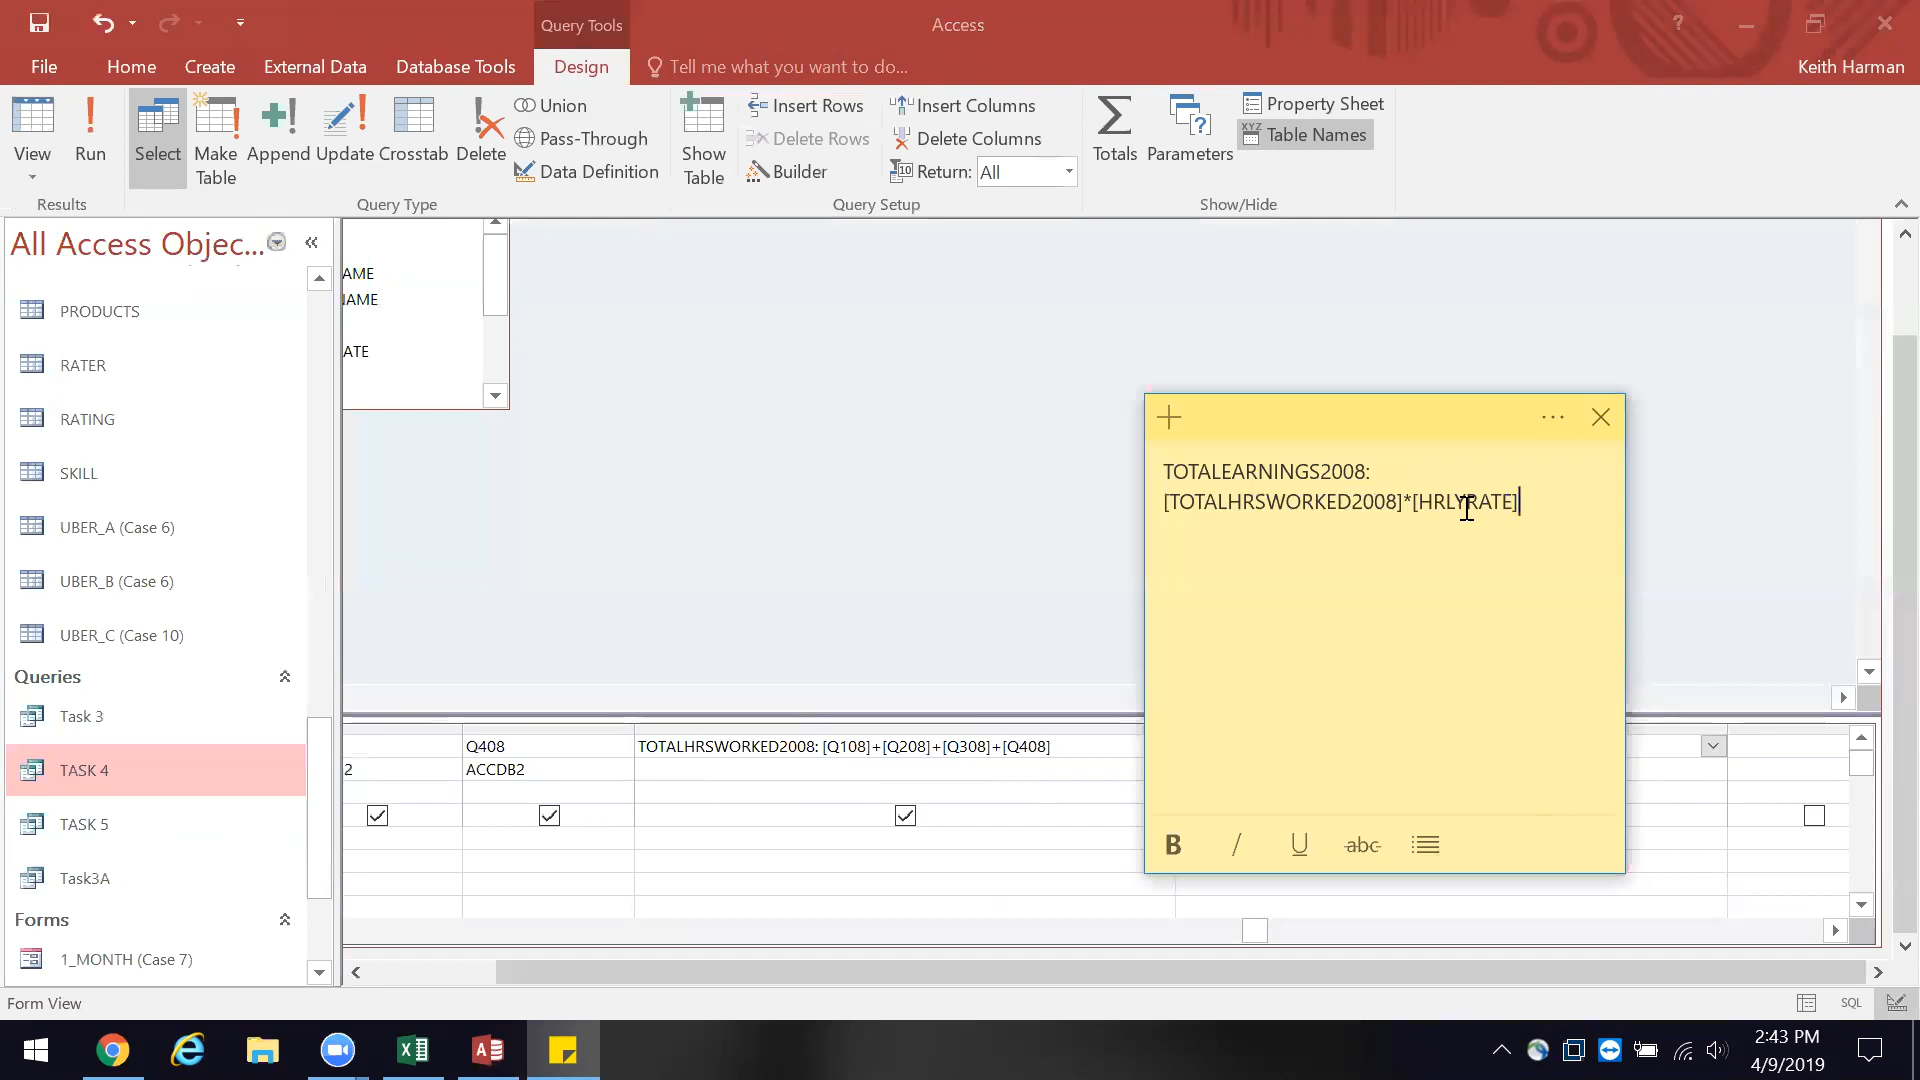 Query Tools
Access
?
File
Home
Create
External Data
Database Tools
Design
Tell me what you want to do...
Keith Harman
View
Run
Select
Make Table
Append
Update
Crosstab
Delete
Union
Pass-Through
Data Definition
Show Table
Insert Rows
Delete Rows
Builder
Insert Columns
Delete Columns
Return: All
Totals
Parameters
Property Sheet
Table Names
Results
Query Type
Query Setup
Show/Hide
All Access Objec...
PRODUCTS
RATER
RATING
SKILL
UBER_A (Case 6)
UBER_B (Case 6)
UBER_C (Case 10)
Queries
Task 3
TASK 4
TASK 5
Task3A
Forms
1_MONTH (Case 7)
AME
NAME
ATE
TOTALEARNINGS2008:
[TOTALHRSWORKED2008]*[HRLYRATE]
B / U abc
Q408
TOTALHRSWORKED2008: [Q108]+[Q208]+[Q308]+[Q408]
2
ACCDB2
Form View
SQL
2:43 PM
4/9/2019